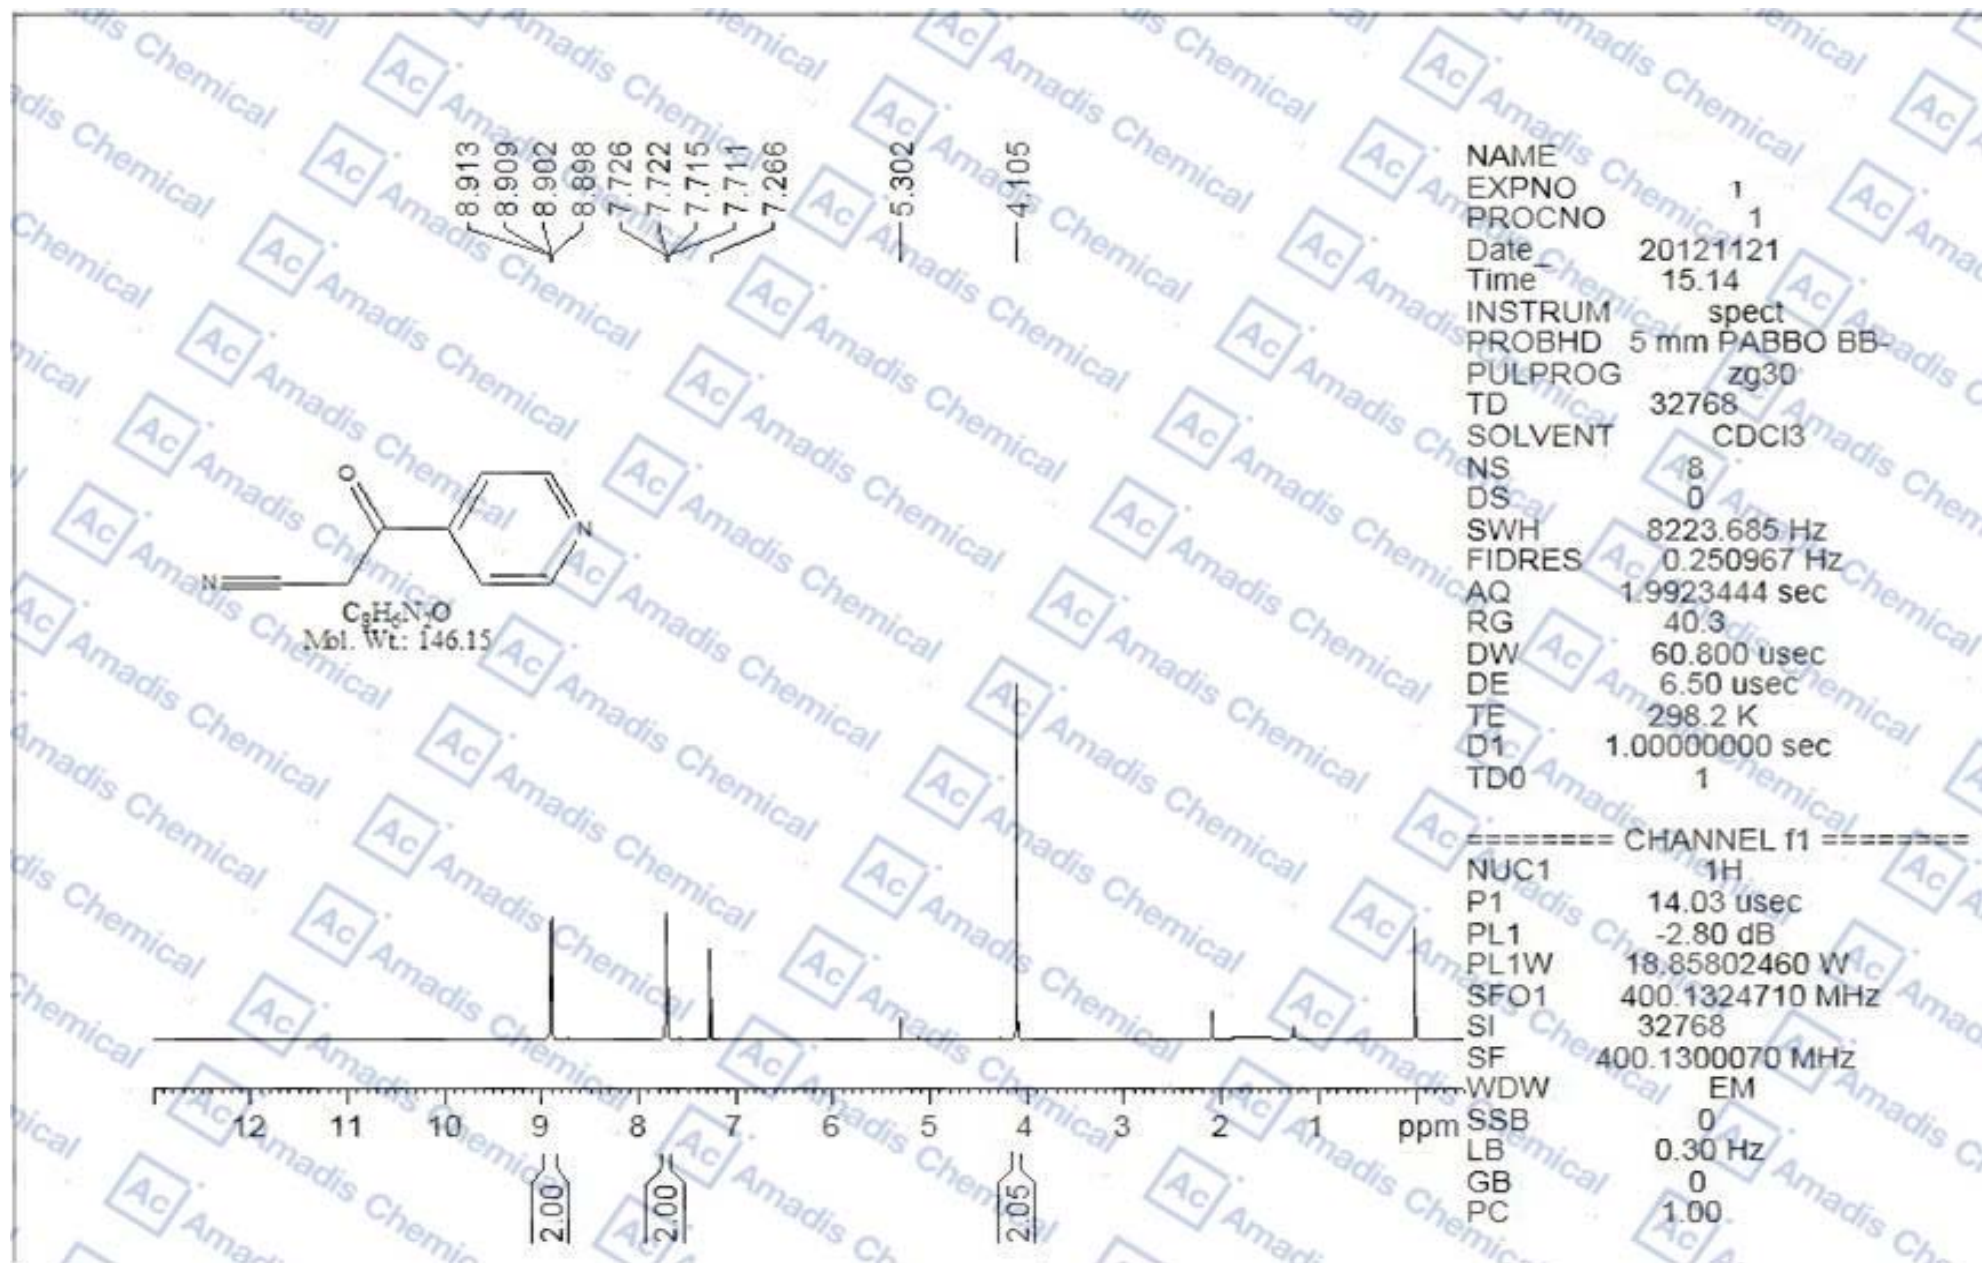 8.913
8.909
8.902
8.898
7.726
7.722
7.715
7.711
7.266
5.302
4.105
O
N
N
C8H6N2O
Mol. Wt.: 146.15
NAME
EXPNO 1
PROCNO 1
Date_ 20121121
Time 15.14
INSTRUM spect
PROBHD 5 mm PABBO BB-
PULPROG zg30
TD 32768
SOLVENT CDCl3
NS 8
DS 0
SWH 8223.685 Hz
FIDRES 0.250967 Hz
AQ 1.9923444 sec
RG 40.3
DW 60.800 usec
DE 6.50 usec
TE 298.2 K
D1 1.00000000 sec
TD0 1
======== CHANNEL f1 ========
NUC1 1H
P1 14.03 usec
PL1 -2.80 dB
PL1W 18.85802460 W
SFO1 400.1324710 MHz
SI 32768
SF 400.1300070 MHz
WDW EM
SSB 0
LB 0.30 Hz
GB 0
PC 1.00
12 11 10 9 8 7 6 5 4 3 2 1 ppm
2.00
2.00
2.05
Ac Amadis Chemical